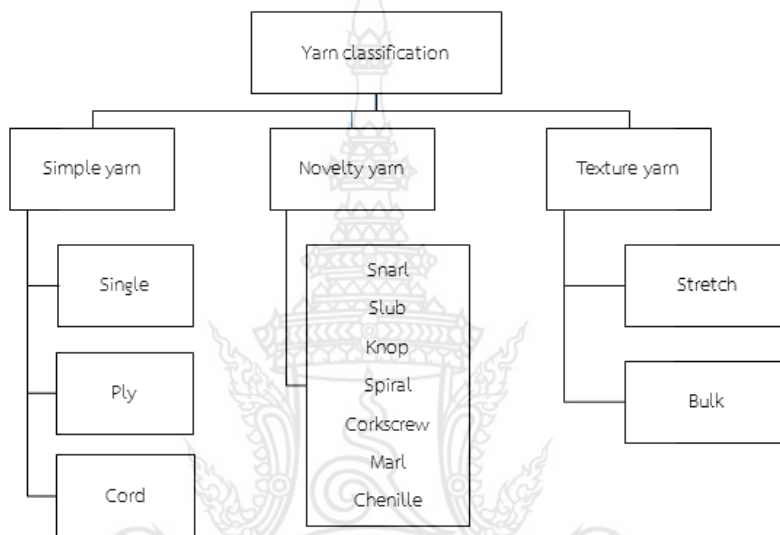 Yarn classification
Simple yarn
Novelty yarn
Texture yarn
Single
Ply
Cord
Snarl
Slub
Knop
Spiral
Corkscrew
Marl
Chenille
Stretch
Bulk